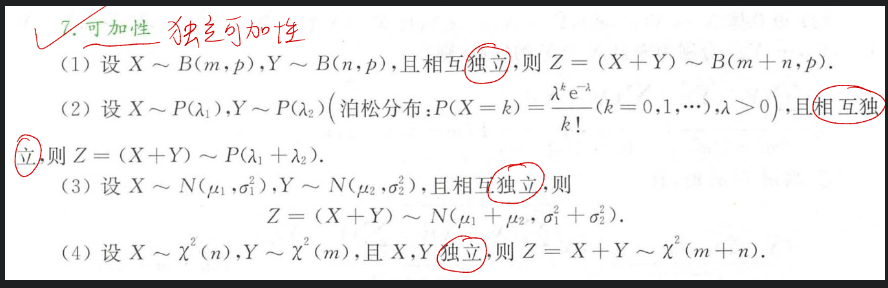 7. 可加性 独立可加性
(1) 设 X ~ B(m,p),Y ~ B(n,p),且相互独立,则 Z = (X+Y) ~ B(m+n,p).
(2) 设 X ~ P(λ₁),Y ~ P(λ₂)(泊松分布:P(X = k) = λᵏe⁻λ/k! (k = 0,1,⋯),λ > 0),且相互独
立,则 Z = (X+Y) ~ P(λ₁+λ₂).
(3) 设 X ~ N(μ₁,σ₁²),Y ~ N(μ₂,σ₂²),且相互独立,则
Z = (X+Y) ~ N(μ₁+μ₂, σ₁²+σ₂²).
(4) 设 X ~ χ²(n),Y ~ χ²(m),且 X,Y 独立,则 Z = X+Y ~ χ²(m+n).